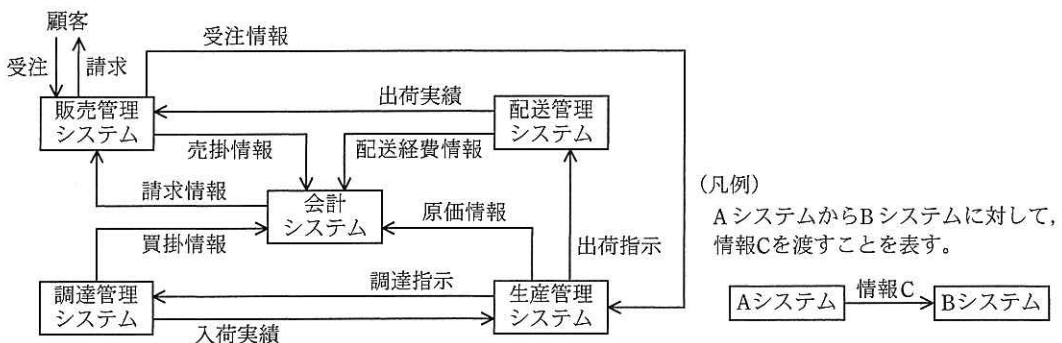 顧客
受注情報
受注
請求
販売管理
システム
出荷実績
配送管理
システム
売掛情報
配送経費情報
請求情報
会計
システム
原価情報
買掛情報
出荷指示
調達管理
システム
調達指示
生産管理
システム
入荷実績
(凡例)
AシステムからBシステムに対して,
情報Cを渡すことを表す。
Aシステム
情報C
Bシステム